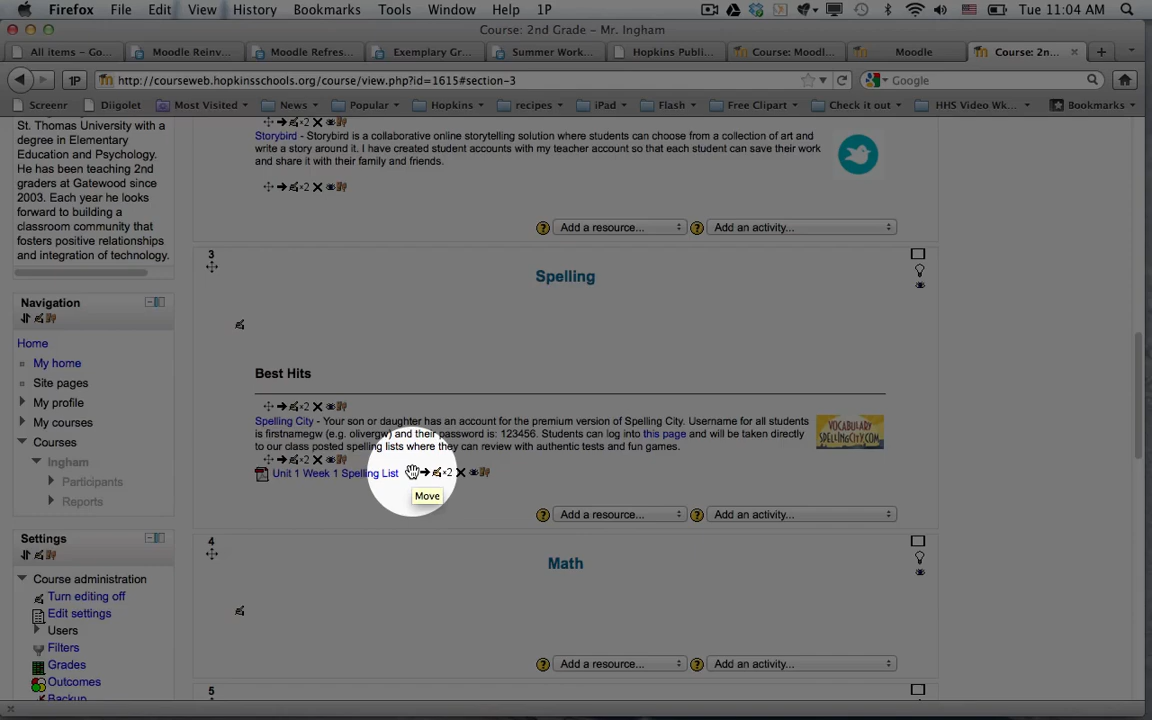 Firefox File Edit View History Bookmarks Tools Window Help 1P Tue 11:04 AM
Course: 2nd Grade – Mr. Ingham
All items – Go... Moodle Reinv... Moodle Refres... Exemplary Gr... Summer Work... Hopkins Publi... Course: Moodl... Moodle Course: 2n...
1P http://courseweb.hopkinsschools.org/course/view.php?id=1615#section-3 Google
Screenr Diigolet Most Visited News Popular Hopkins recipes iPad Flash Free Clipart Check it out HHS Video Wk... Bookmarks
St. Thomas University with a
degree in Elementary
Education and Psychology.
He has been teaching 2nd
graders at Gatewood since
2003. Each year he looks
forward to building a
classroom community that
fosters positive relationships
and integration of technology.
Navigation
Home
My home
Site pages
My profile
My courses
Courses
Ingham
Participants
Reports
Settings
Course administration
Turn editing off
Edit settings
Users
Filters
Grades
Outcomes
Backup
×2
Storybird - Storybird is a collaborative online storytelling solution where students can choose from a collection of art and
write a story around it. I have created student accounts with my teacher account so that each student can save their work
and share it with their family and friends.
×2
Add a resource... Add an activity...
3
Spelling
Best Hits
×2
Spelling City - Your son or daughter has an account for the premium version of Spelling City. Username for all students
is firstnamegw (e.g. olivergw) and their password is: 123456. Students can log into this page and will be taken directly
to our class posted spelling lists where they can review with authentic tests and fun games.
VOCABULARY
SPELLINGCITY.COM
×2
Unit 1 Week 1 Spelling List ×2
Move
Add a resource... Add an activity...
4
Math
Add a resource... Add an activity...
5